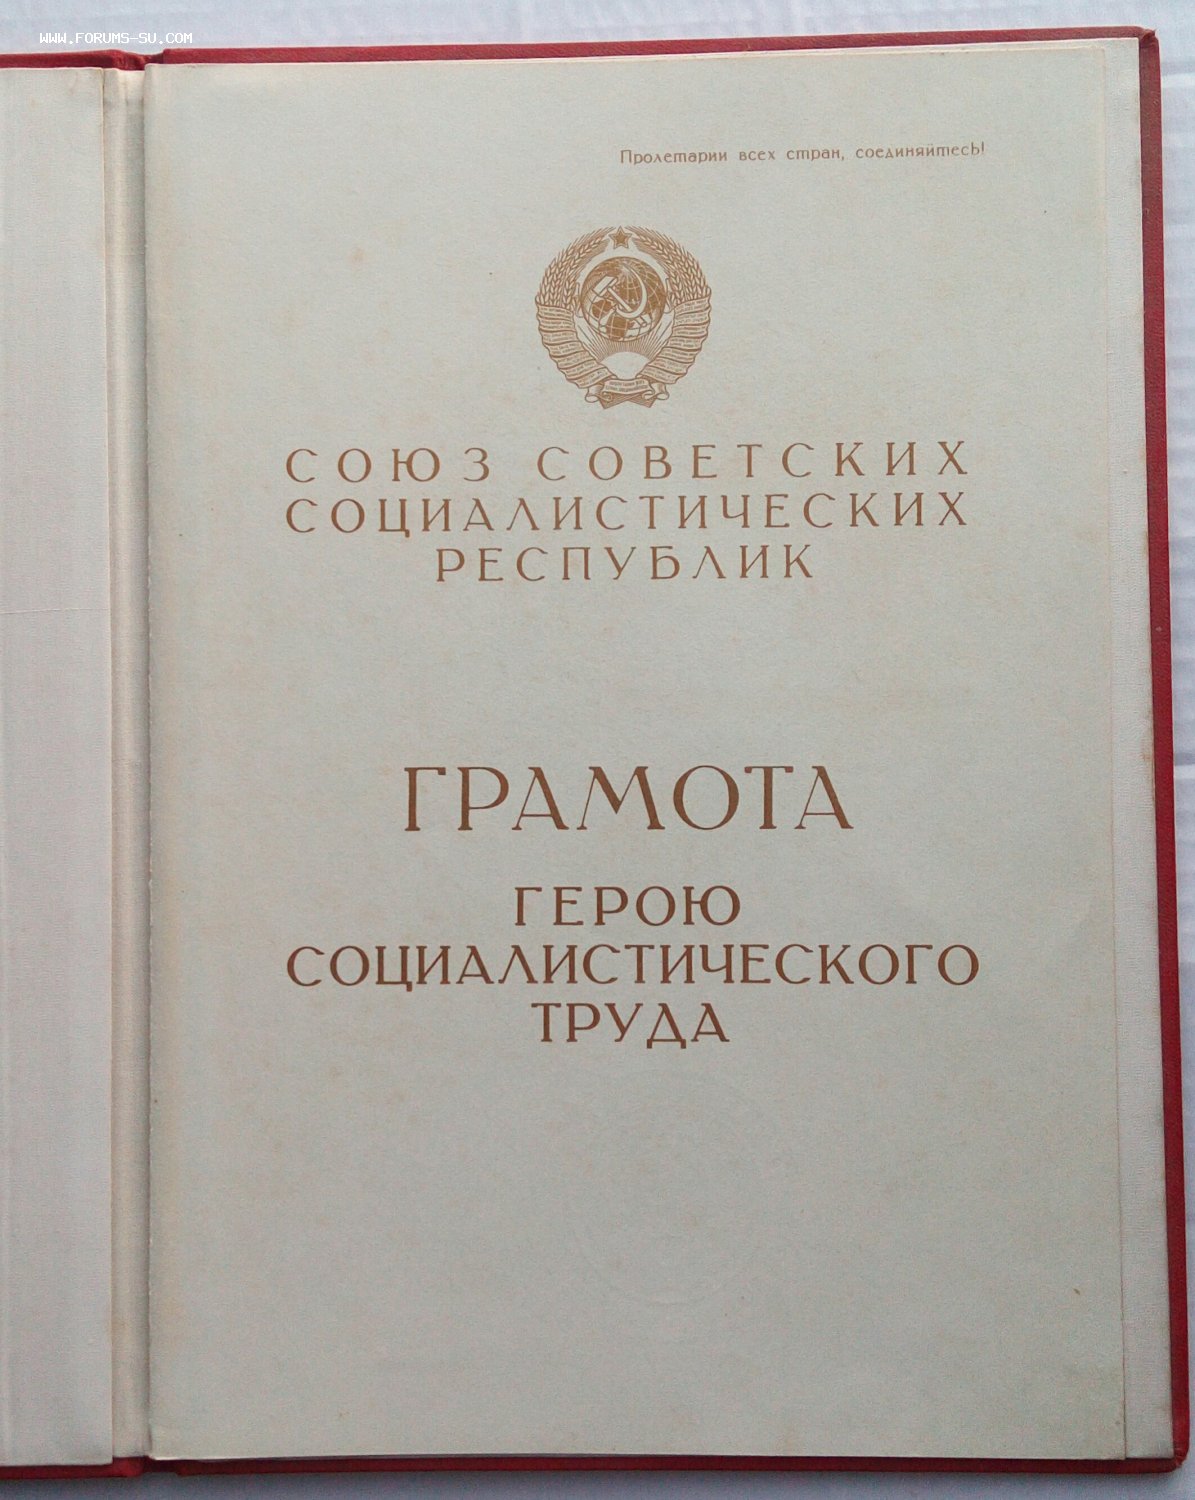 WWW.FORUMS-SU.COM
Пролетарии всех стран, соединяйтесь!
СОЮЗ СОВЕТСКИХ
СОЦИАЛИСТИЧЕСКИХ
РЕСПУБЛИК
ГРАМОТА
ГЕРОЮ
СОЦИАЛИСТИЧЕСКОГО
ТРУДА